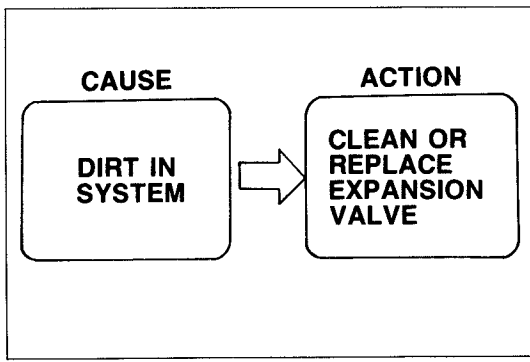 CAUSE
DIRT IN
SYSTEM
ACTION
CLEAN OR
REPLACE
EXPANSION
VALVE